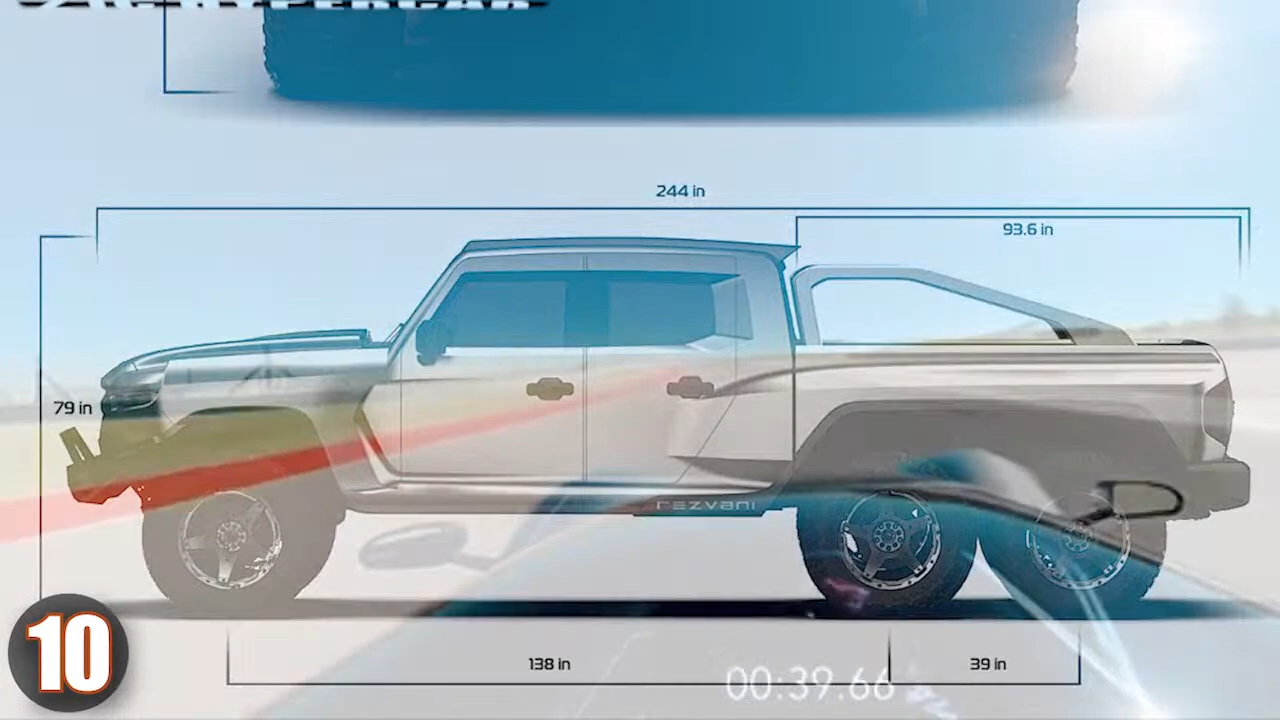 244 in
93.6 in
79 in
rezvani
10
138 in
39 in
00:39.66